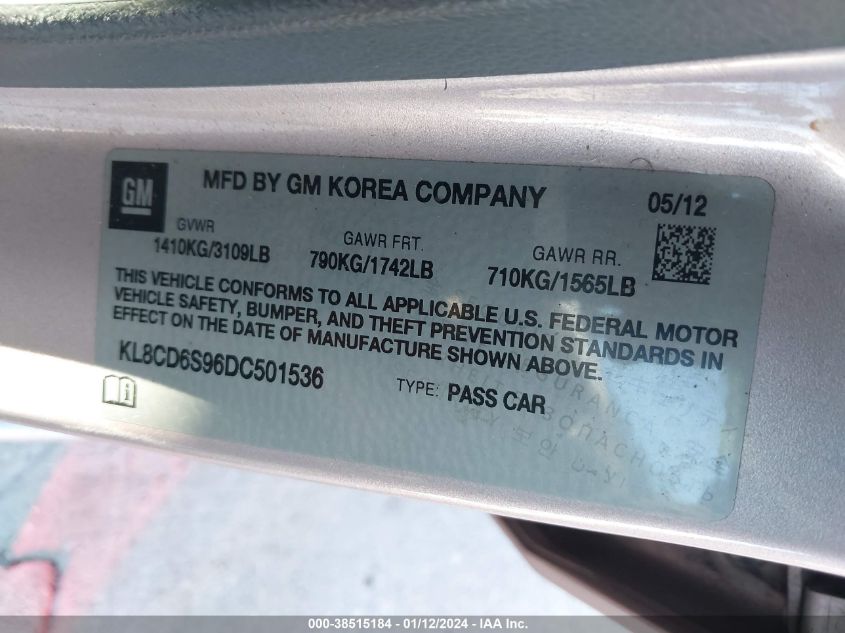 GM
MFD BY GM KOREA COMPANY
05/12
GVWR
1410KG/3109LB
GAWR FRT.
790KG/1742LB
GAWR RR.
710KG/1565LB
THIS VEHICLE CONFORMS TO ALL APPLICABLE U.S. FEDERAL MOTOR
VEHICLE SAFETY, BUMPER, AND THEFT PREVENTION STANDARDS IN
EFFECT ON THE DATE OF MANUFACTURE SHOWN ABOVE.
KL8CD6S96DC501536
TYPE: PASS CAR
000-38515184 - 01/12/2024 - IAA Inc.